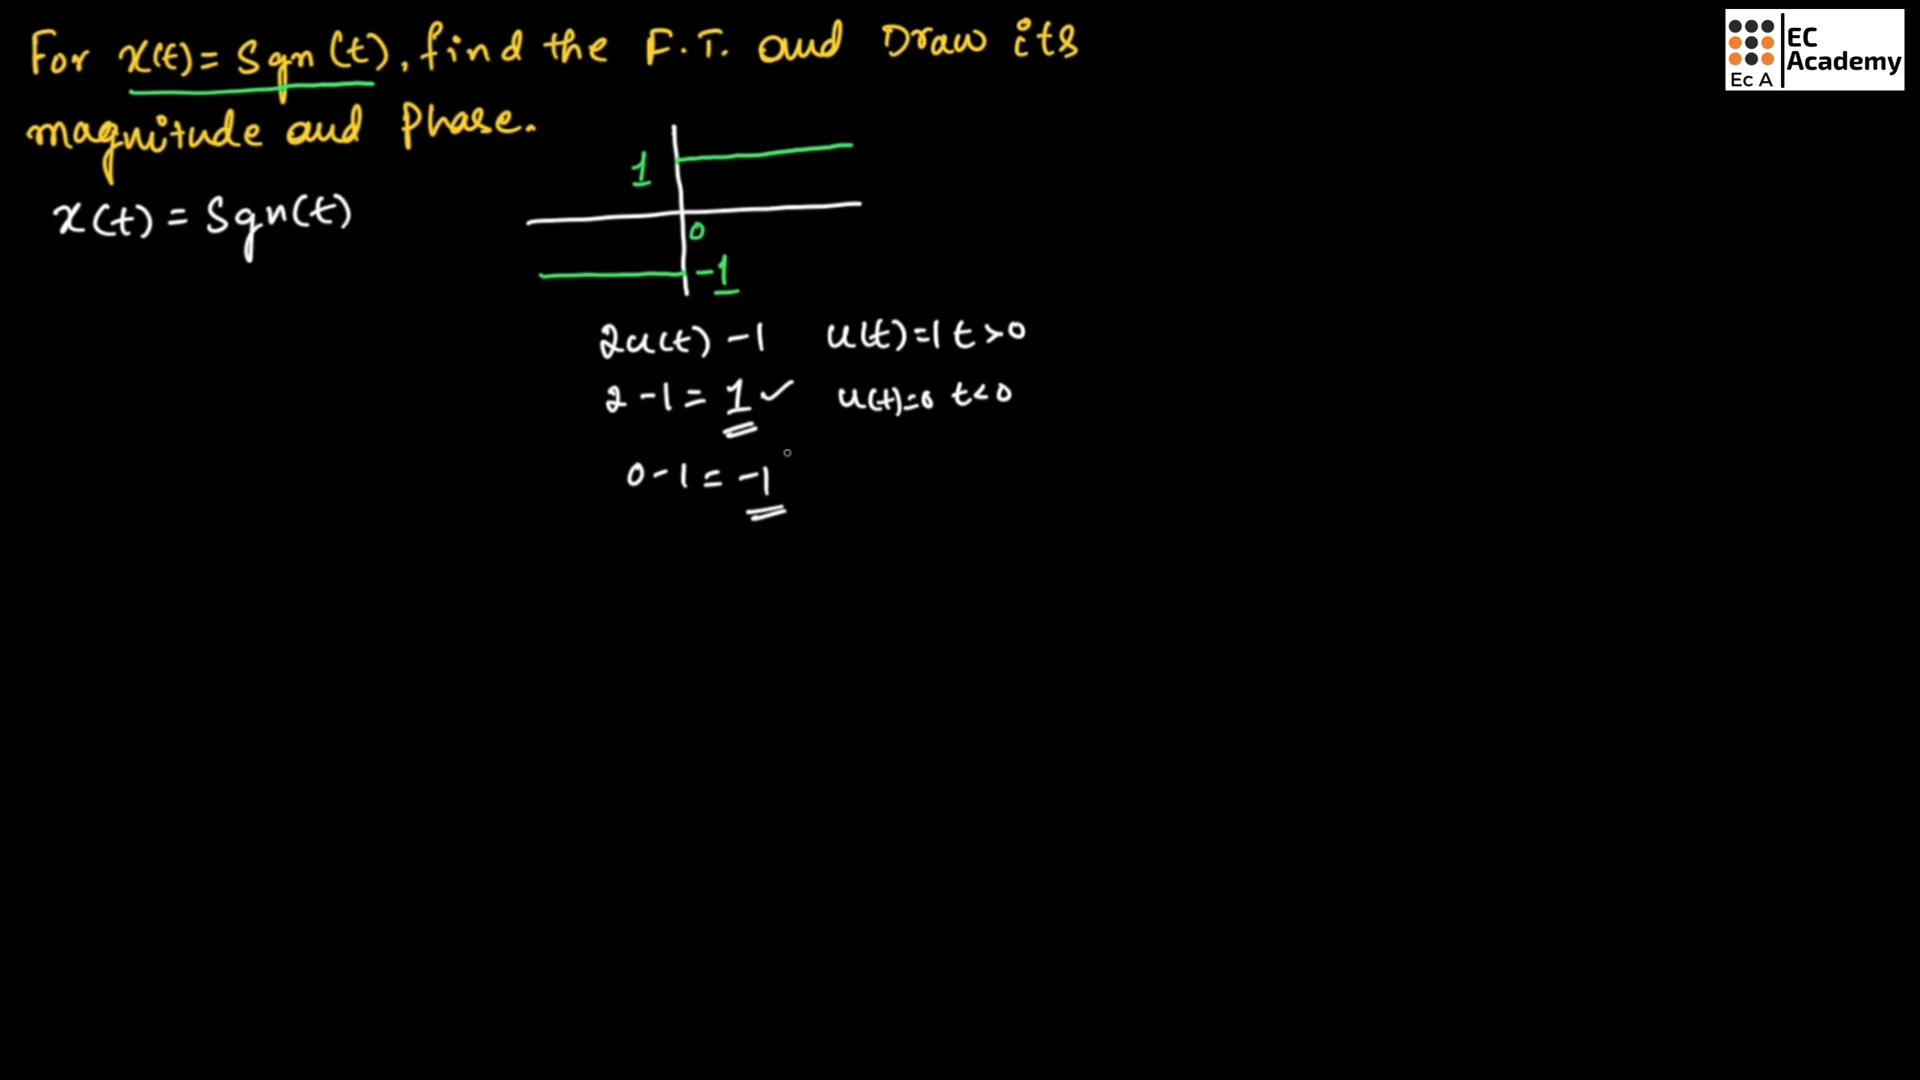 For x(t) = Sgn(t), find the F.T. and Draw its
magnitude and Phase.
x(t) = Sgn(t)
1
0
-1
2u(t) -1 u(t)=1 t>0
2 -1 = 1 ✓ u(t)=0 t<0
0 - 1 = -1
EC
Academy
Ec A